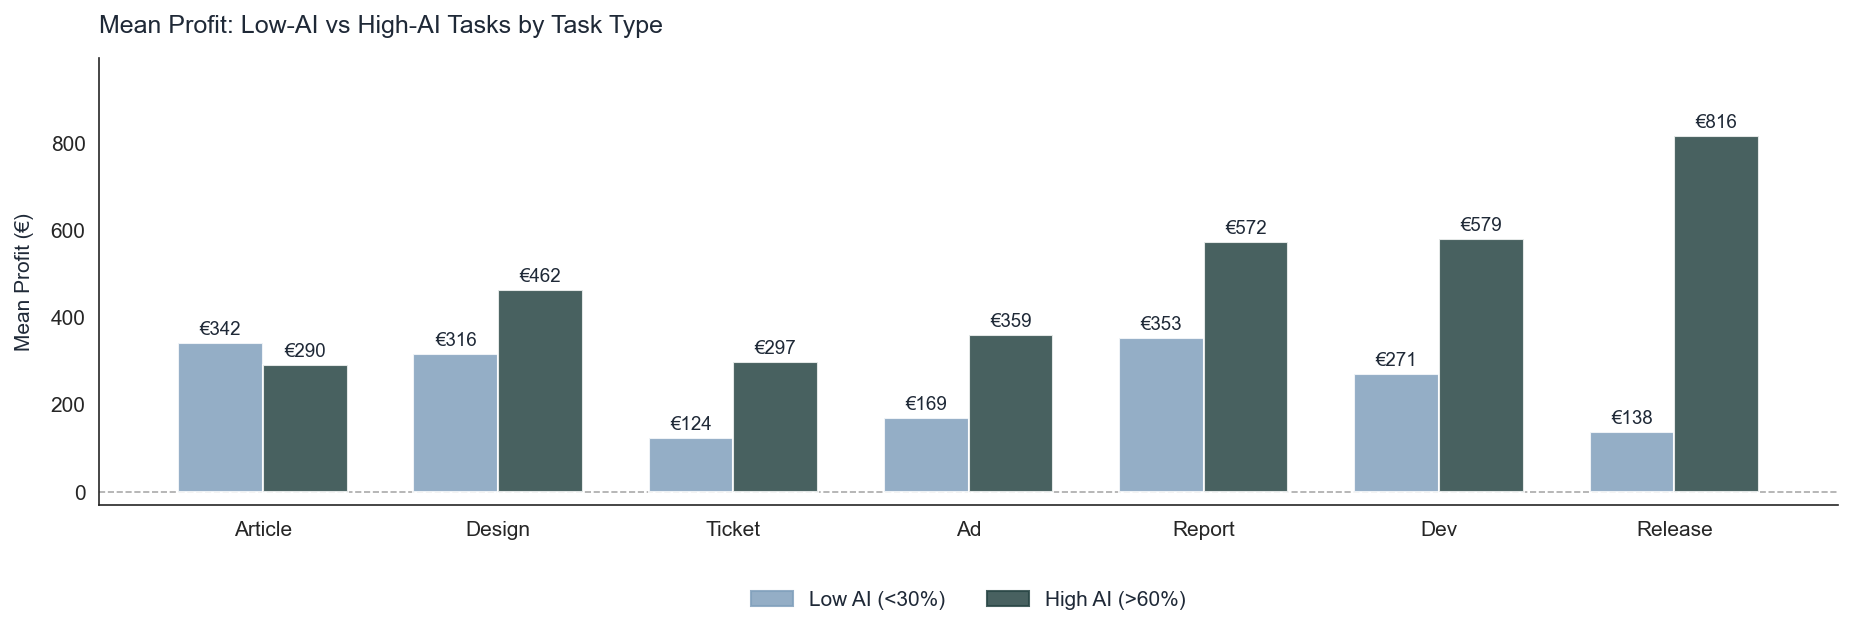 Mean Profit: Low-AI vs High-AI Tasks by Task Type
Mean Profit (€)
800
600
400
200
0
€342
€290
€316
€462
€124
€297
€169
€359
€353
€572
€271
€579
€138
€816
Article
Design
Ticket
Ad
Report
Dev
Release
Low AI (<30%)
High AI (>60%)